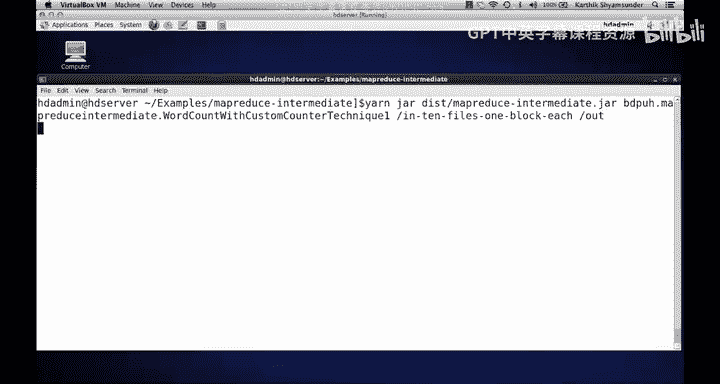 VirtualBox VM Machine View Devices Help 100% Karthik Shyamsunder
hdserver [Running]
Applications Places System hdadmin
GPT中英字幕课程资源 bilibili
Computer
hdadmin@hdserver:~/Examples/mapreduce-intermediate
File Edit View Search Terminal Help
hdadmin@hdserver ~/Examples/mapreduce-intermediate]$yarn jar dist/mapreduce-intermediate.jar bdpuh.ma
preduceintermediate.WordCountWithCustomCounterTechnique1 /in-ten-files-one-block-each /out